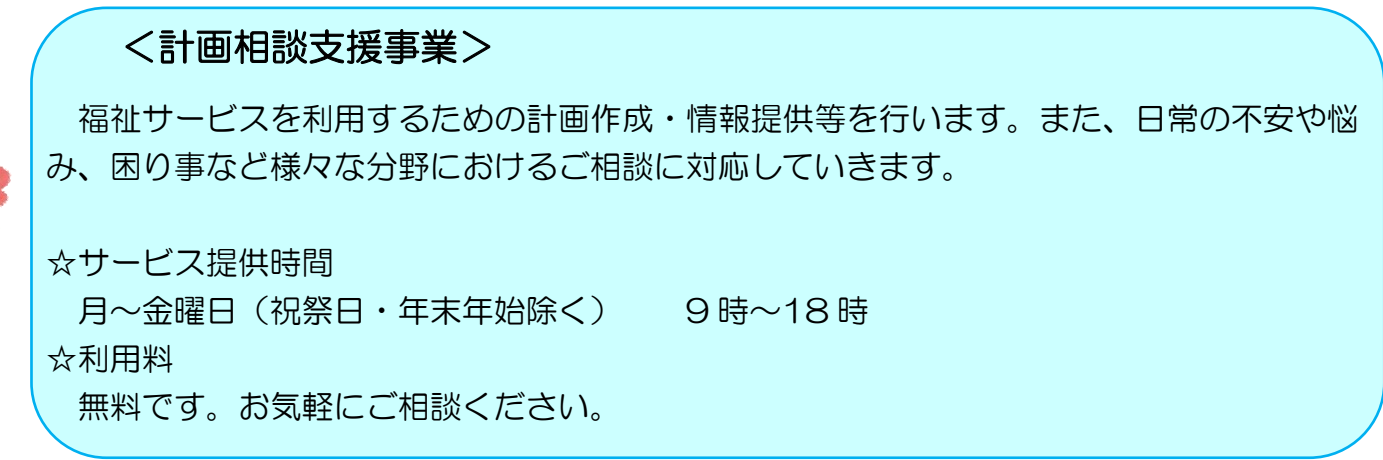 ＜計画相談支援事業＞
福祉サービスを利用するための計画作成・情報提供等を行います。また、日常の不安や悩
み、困り事など様々な分野におけるご相談に対応していきます。
☆サービス提供時間
月～金曜日（祝祭日・年末年始除く）　　９時～18時
☆利用料
無料です。お気軽にご相談ください。